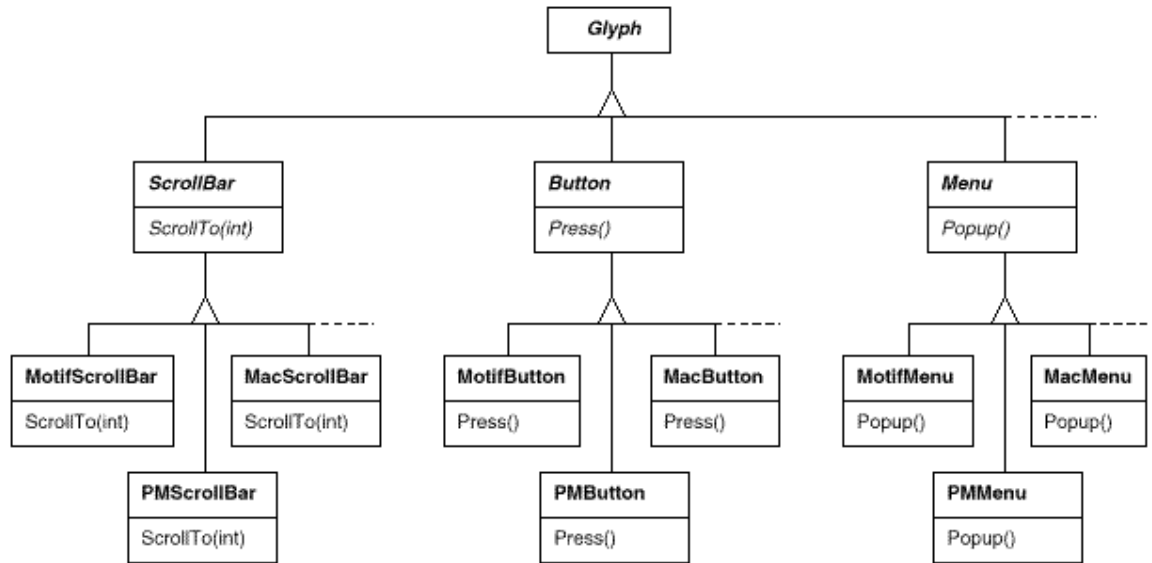 Glyph
ScrollBar
ScrollTo(int)
Button
Press()
Menu
Popup()
MotifScrollBar
ScrollTo(int)
MacScrollBar
ScrollTo(int)
PMScrollBar
ScrollTo(int)
MotifButton
Press()
MacButton
Press()
PMButton
Press()
MotifMenu
Popup()
MacMenu
Popup()
PMMenu
Popup()